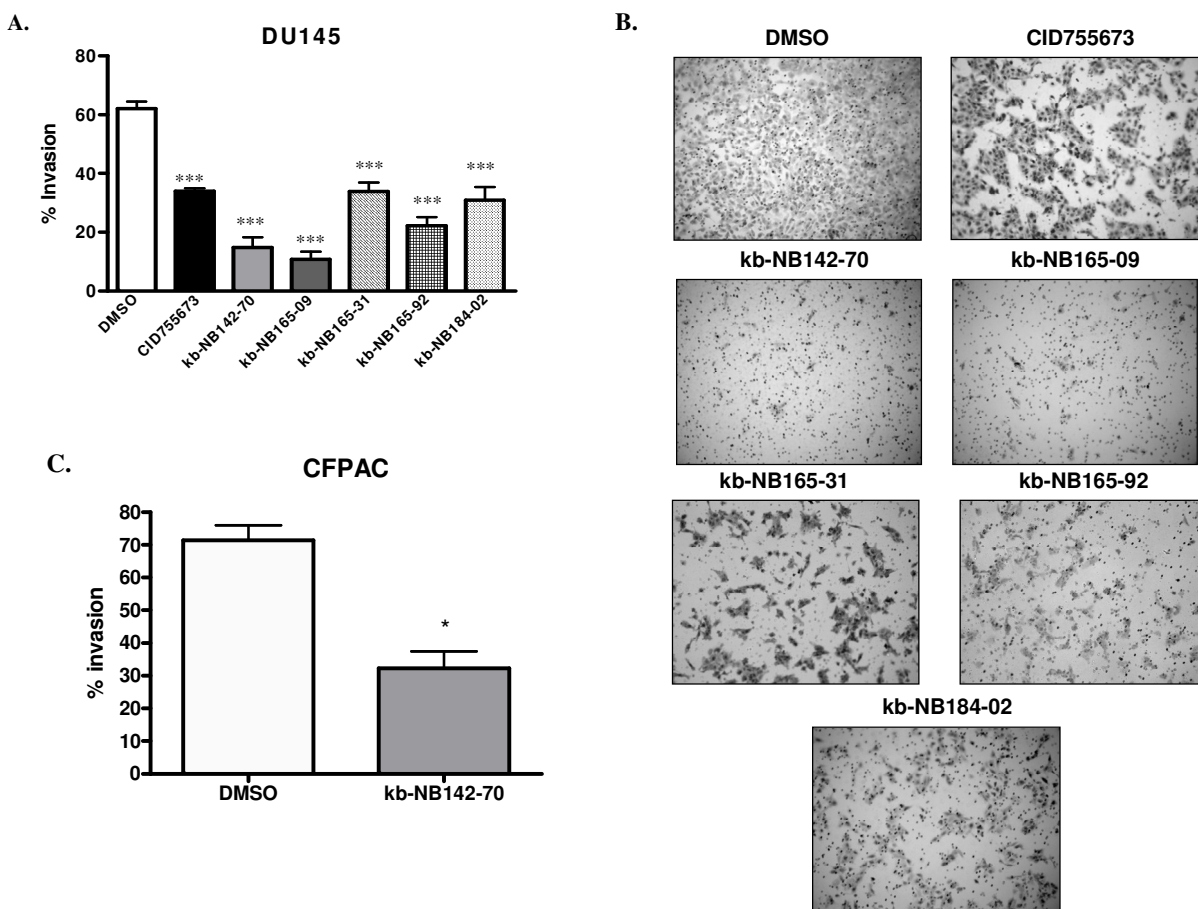 A.
DU145
% Invasion
80
60
40
20
0
***
***
***
***
***
***
DMSO
CID755673
kb-NB142-70
kb-NB165-09
kb-NB165-31
kb-NB165-92
kb-NB184-02
B.
DMSO
CID755673
kb-NB142-70
kb-NB165-09
kb-NB165-31
kb-NB165-92
kb-NB184-02
C.
CFPAC
% invasion
80
70
60
50
40
30
20
10
0
*
DMSO
kb-NB142-70